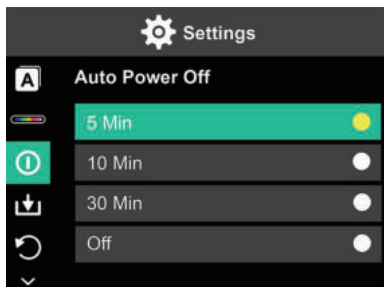 Settings
A
Auto Power Off
5 Min
10 Min
30 Min
Off